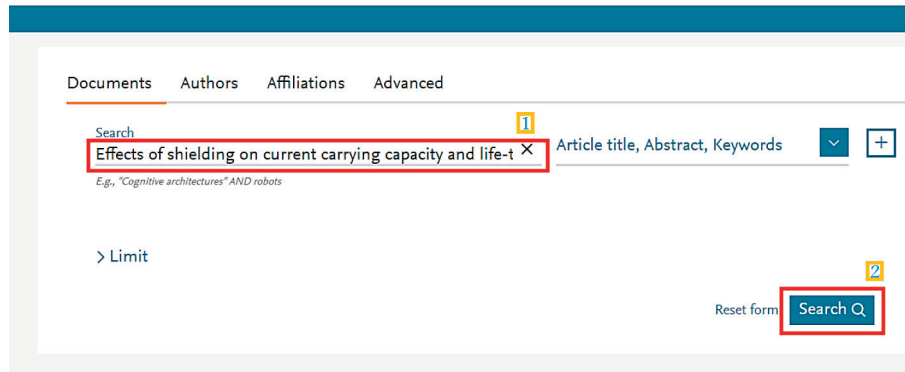 Documents Authors Affiliations Advanced
1
Search
Effects of shielding on current carrying capacity and life-t × Article title, Abstract, Keywords +
E.g., "Cognitive architectures" AND robots
> Limit
2
Reset form Search